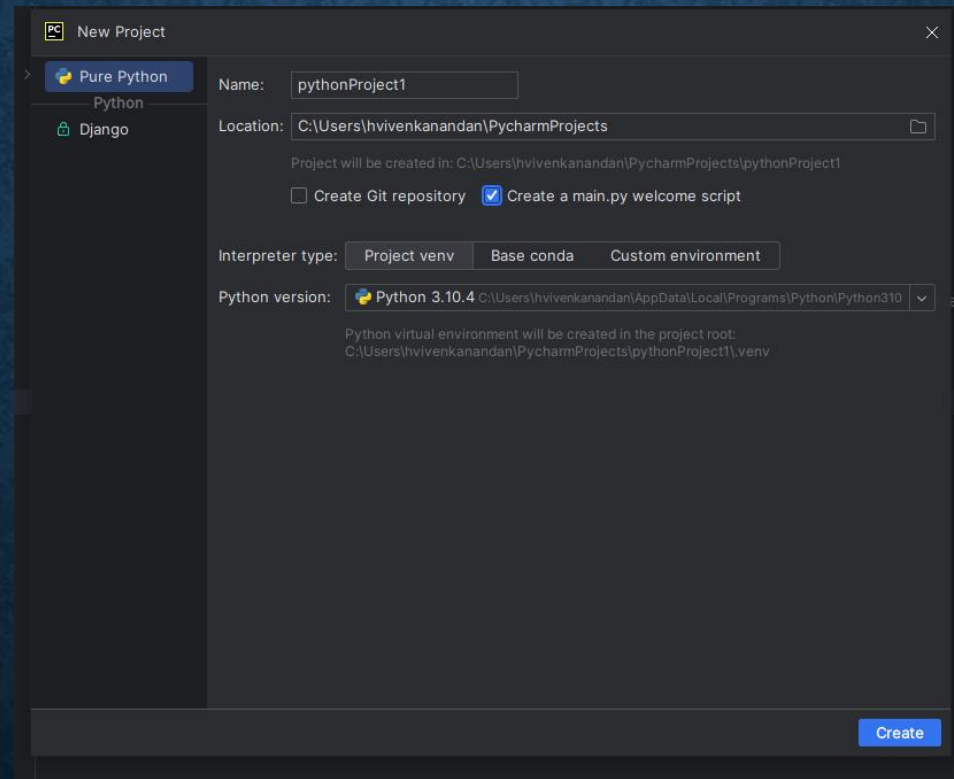 PC New Project
Pure Python
Python
Django
Name: pythonProject1
Location: C:\Users\hvivenkanandan\PycharmProjects
Project will be created in: C:\Users\hvivenkanandan\PycharmProjects\pythonProject1
Create Git repository Create a main.py welcome script
Interpreter type: Project venv Base conda Custom environment
Python version: Python 3.10.4 C:\Users\hvivenkanandan\AppData\Local\Programs\Python\Python310
Python virtual environment will be created in the project root:
C:\Users\hvivenkanandan\PycharmProjects\pythonProject1\.venv
Create